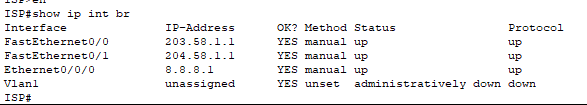 ISP>en
ISP#show ip int br
Interface              IP-Address      OK? Method Status                Protocol
FastEthernet0/0        203.58.1.1      YES manual up                    up
FastEthernet0/1        204.58.1.1      YES manual up                    up
Ethernet0/0/0          8.8.8.1         YES manual up                    up
Vlan1                  unassigned      YES unset  administratively down down
ISP#